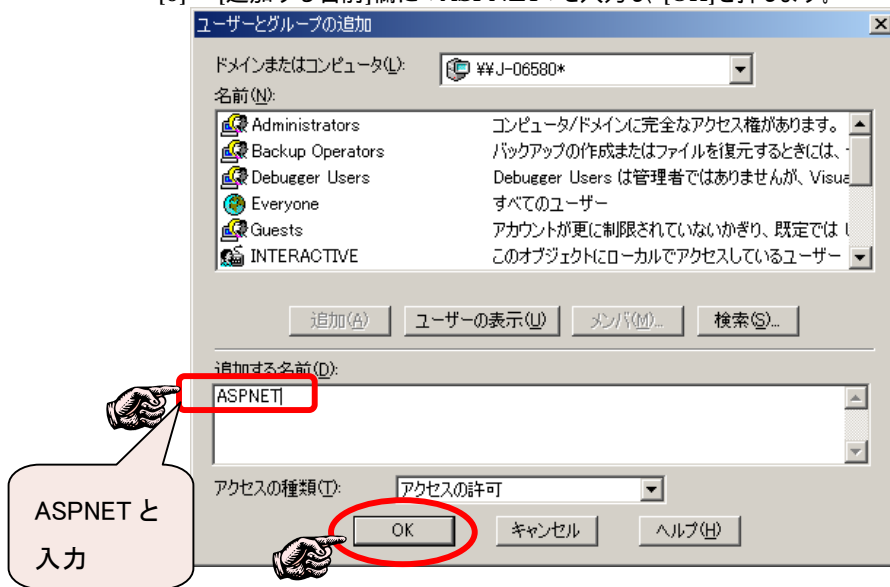 ユーザーとグループの追加
ドメインまたはコンピュータ(L):
¥¥J-06580*
名前(N):
Administrators コンピュータ/ドメインに完全なアクセス権があります。
Backup Operators バックアップの作成またはファイルを復元するときには、
Debugger Users Debugger Users は管理者ではありませんが、Visua
Everyone すべてのユーザー
Guests アカウントが更に制限されていないかぎり、既定では
INTERACTIVE このオブジェクトにローカルでアクセスしているユーザー
追加(A) ユーザーの表示(U) メンバ(M)... 検索(S)...
追加する名前(D):
ASPNET
アクセスの種類(T): アクセスの許可
OK キャンセル ヘルプ(H)
ASPNET と
入力